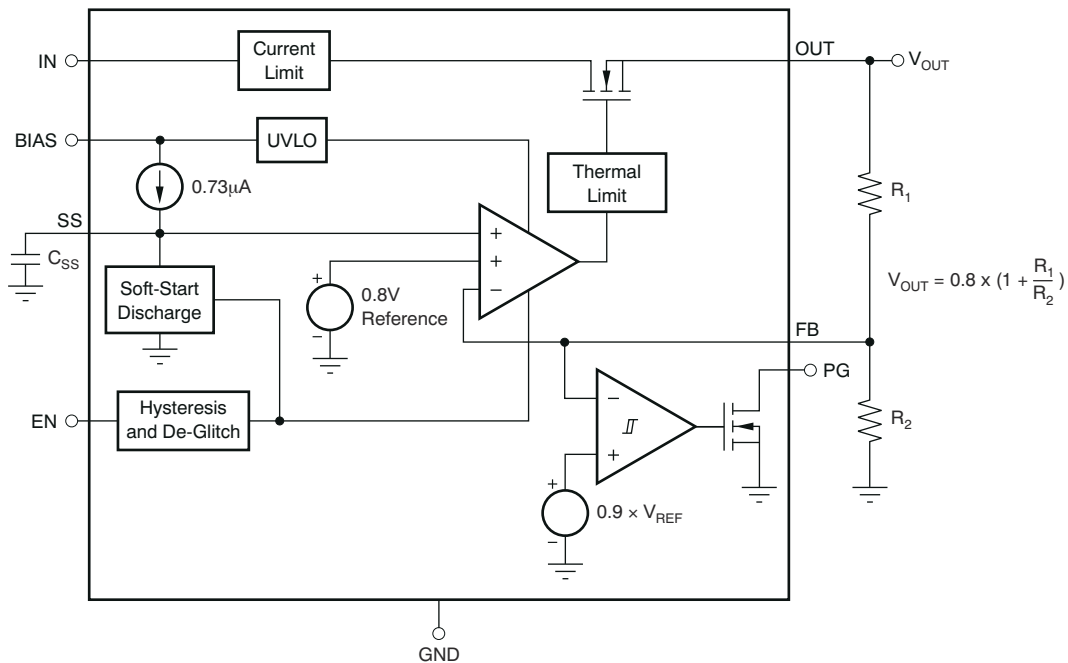 IN
Current
Limit
OUT
V_OUT
BIAS
UVLO
0.73µA
Thermal
Limit
R_1
SS
C_SS
+
+
−
Soft-Start
Discharge
+
0.8V
Reference
−
V_OUT = 0.8 x (1 + R_1/R_2)
FB
PG
EN
Hysteresis
and De-Glitch
−
+
R_2
+
0.9 × V_REF
−
GND